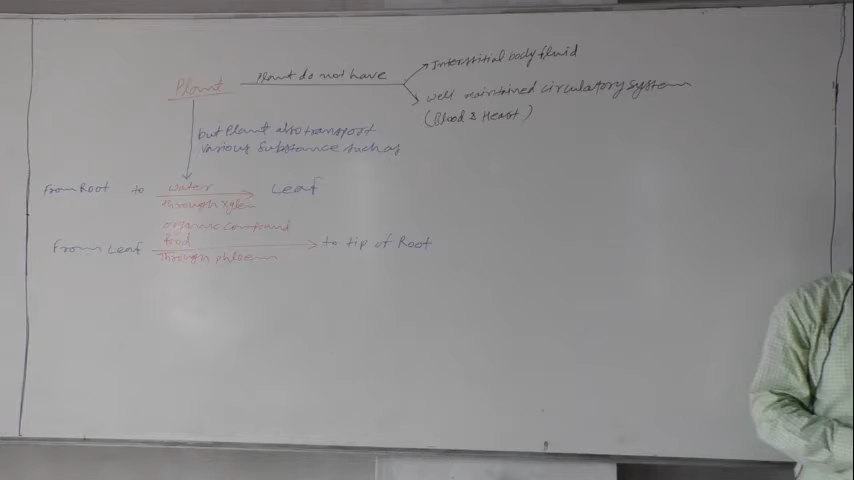 Plant Plant do not have Interstitial body fluid
well maintained circulatory system
(Blood & Heart)
but Plant also transport
various substance such as
From Root to water Leaf
through xylem
organic compound
food
From Leaf to tip of Root
Through phloem